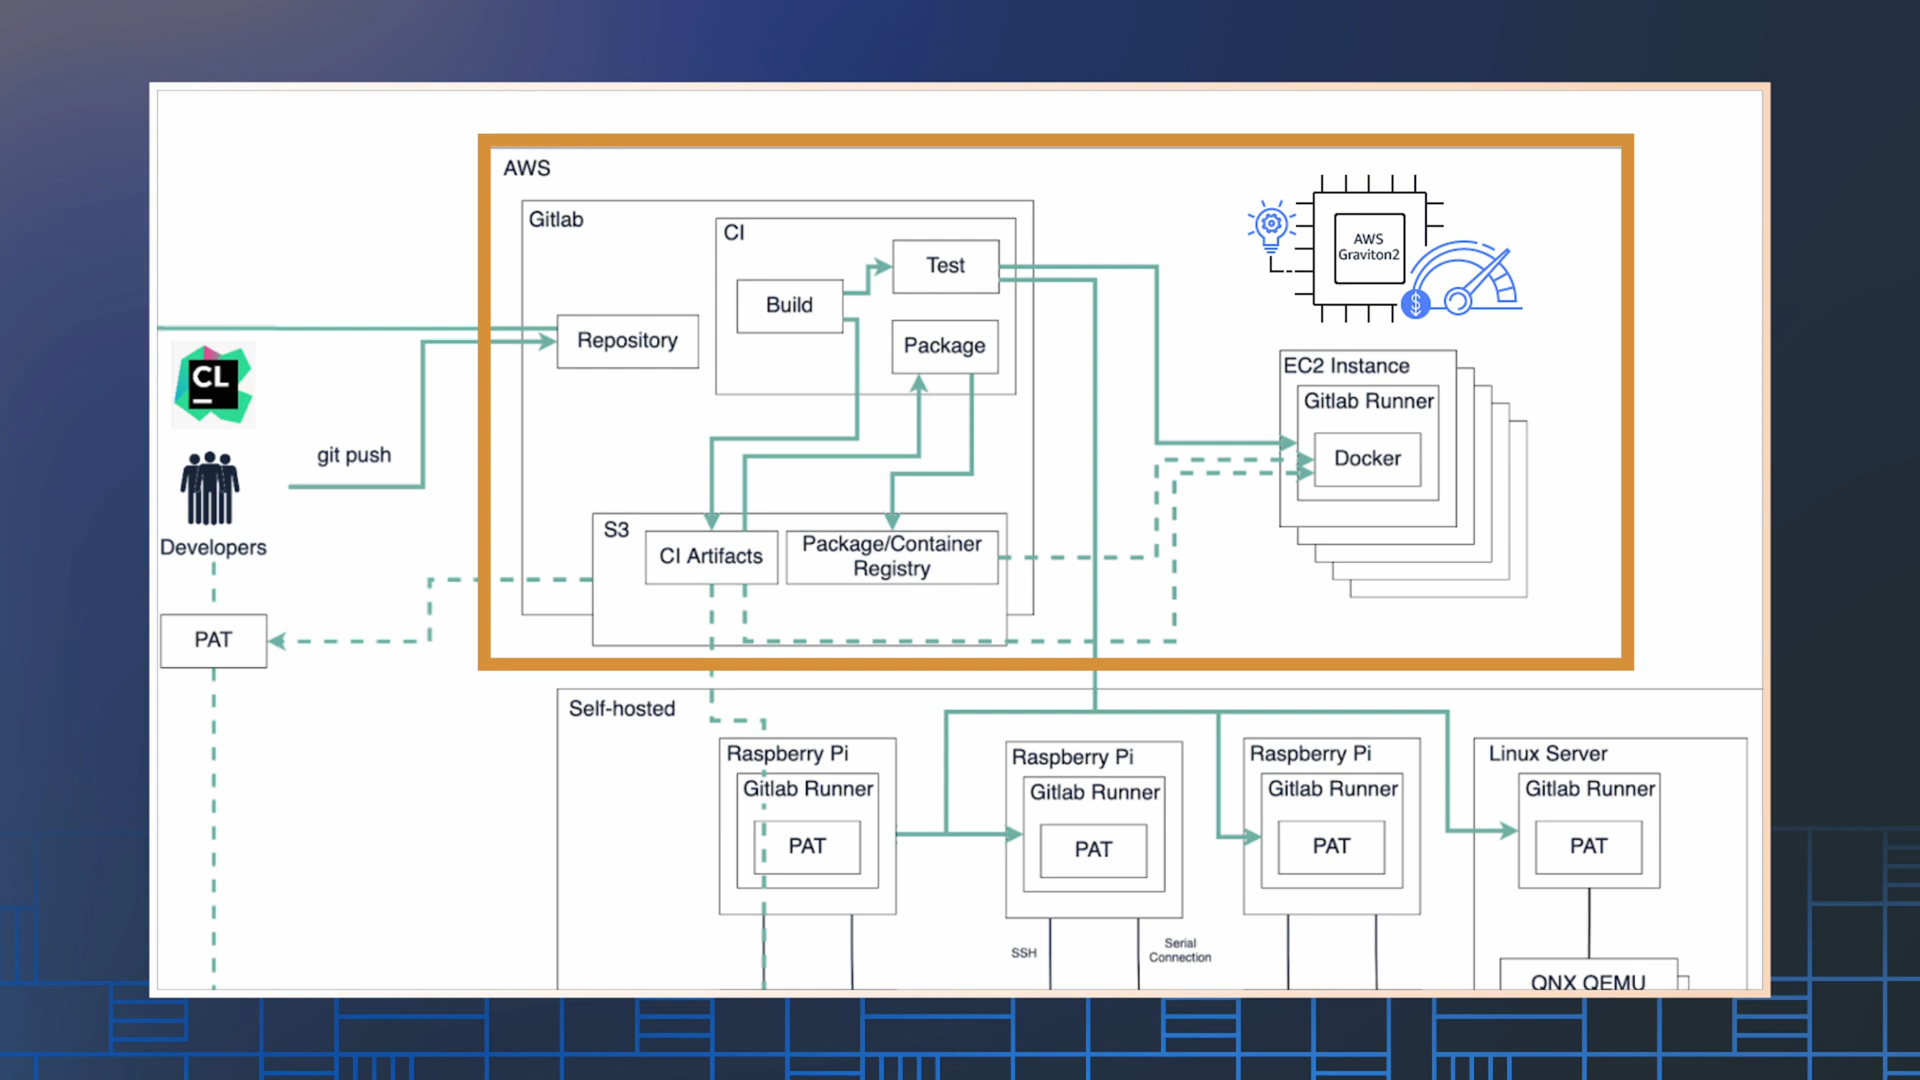 AWS
Gitlab
CI
Test
Build
Package
Repository
AWS
Graviton2
$
EC2 Instance
Gitlab Runner
Docker
CL
git push
Developers
S3
CI Artifacts
Package/Container
Registry
PAT
Self-hosted
Raspberry Pi
Gitlab Runner
PAT
Raspberry Pi
Gitlab Runner
PAT
Raspberry Pi
Gitlab Runner
PAT
Linux Server
Gitlab Runner
PAT
SSH
Serial
Connection
QNX QEMU